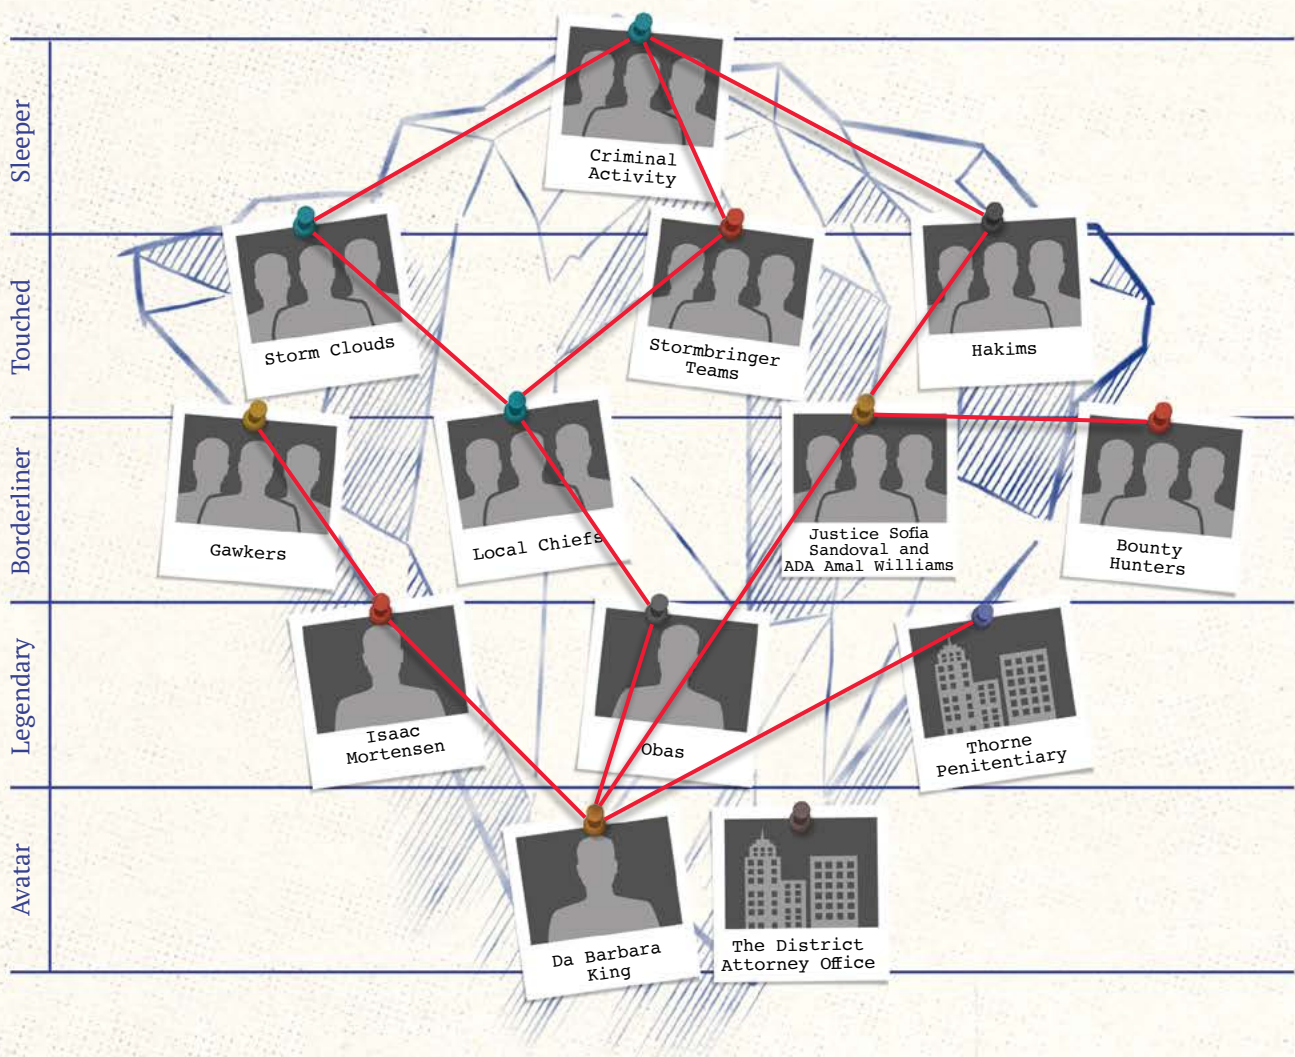 Sleeper
Criminal
Activity
Touched
Storm Clouds
Stormbringer
Teams
Hakims
Borderliner
Gawkers
Local Chiefs
Justice Sofia
Sandoval and
ADA Amal Williams
Bounty
Hunters
Legendary
Isaac
Mortensen
Obas
Thorne
Penitentiary
Avatar
Da Barbara
King
The District
Attorney Office